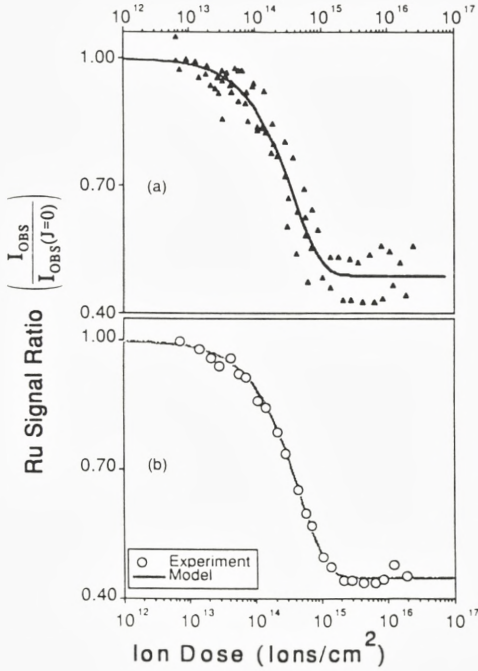 10^12 10^13 10^14 10^15 10^16 10^17
1.00
(a)
0.70
0.40
Ru Signal Ratio (I_OBS / I_OBS(J=0))
1.00
0.70
(b)
Experiment
Model
0.40
10^12 10^13 10^14 10^15 10^16 10^17
Ion Dose (Ions/cm^2)